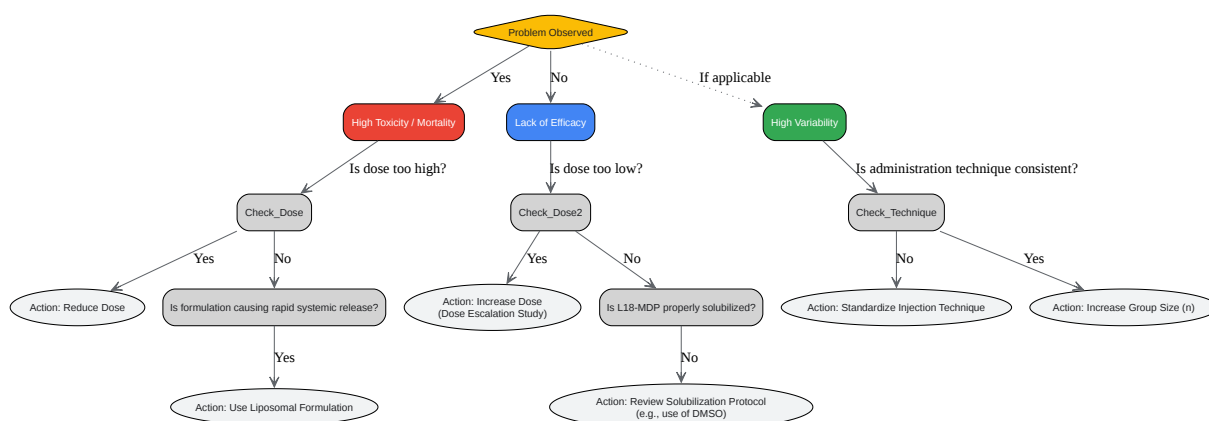 Problem Observed
Yes
No
If applicable
High Toxicity / Mortality
Lack of Efficacy
High Variability
Is dose too high?
Is dose too low?
Is administration technique consistent?
Check_Dose
Check_Dose2
Check_Technique
Yes
No
Yes
No
No
Yes
Action: Reduce Dose
Is formulation causing rapid systemic release?
Action: Increase Dose
(Dose Escalation Study)
Is L18-MDP properly solubilized?
Action: Standardize Injection Technique
Action: Increase Group Size (n)
Yes
No
Action: Use Liposomal Formulation
Action: Review Solubilization Protocol
(e.g., use of DMSO)